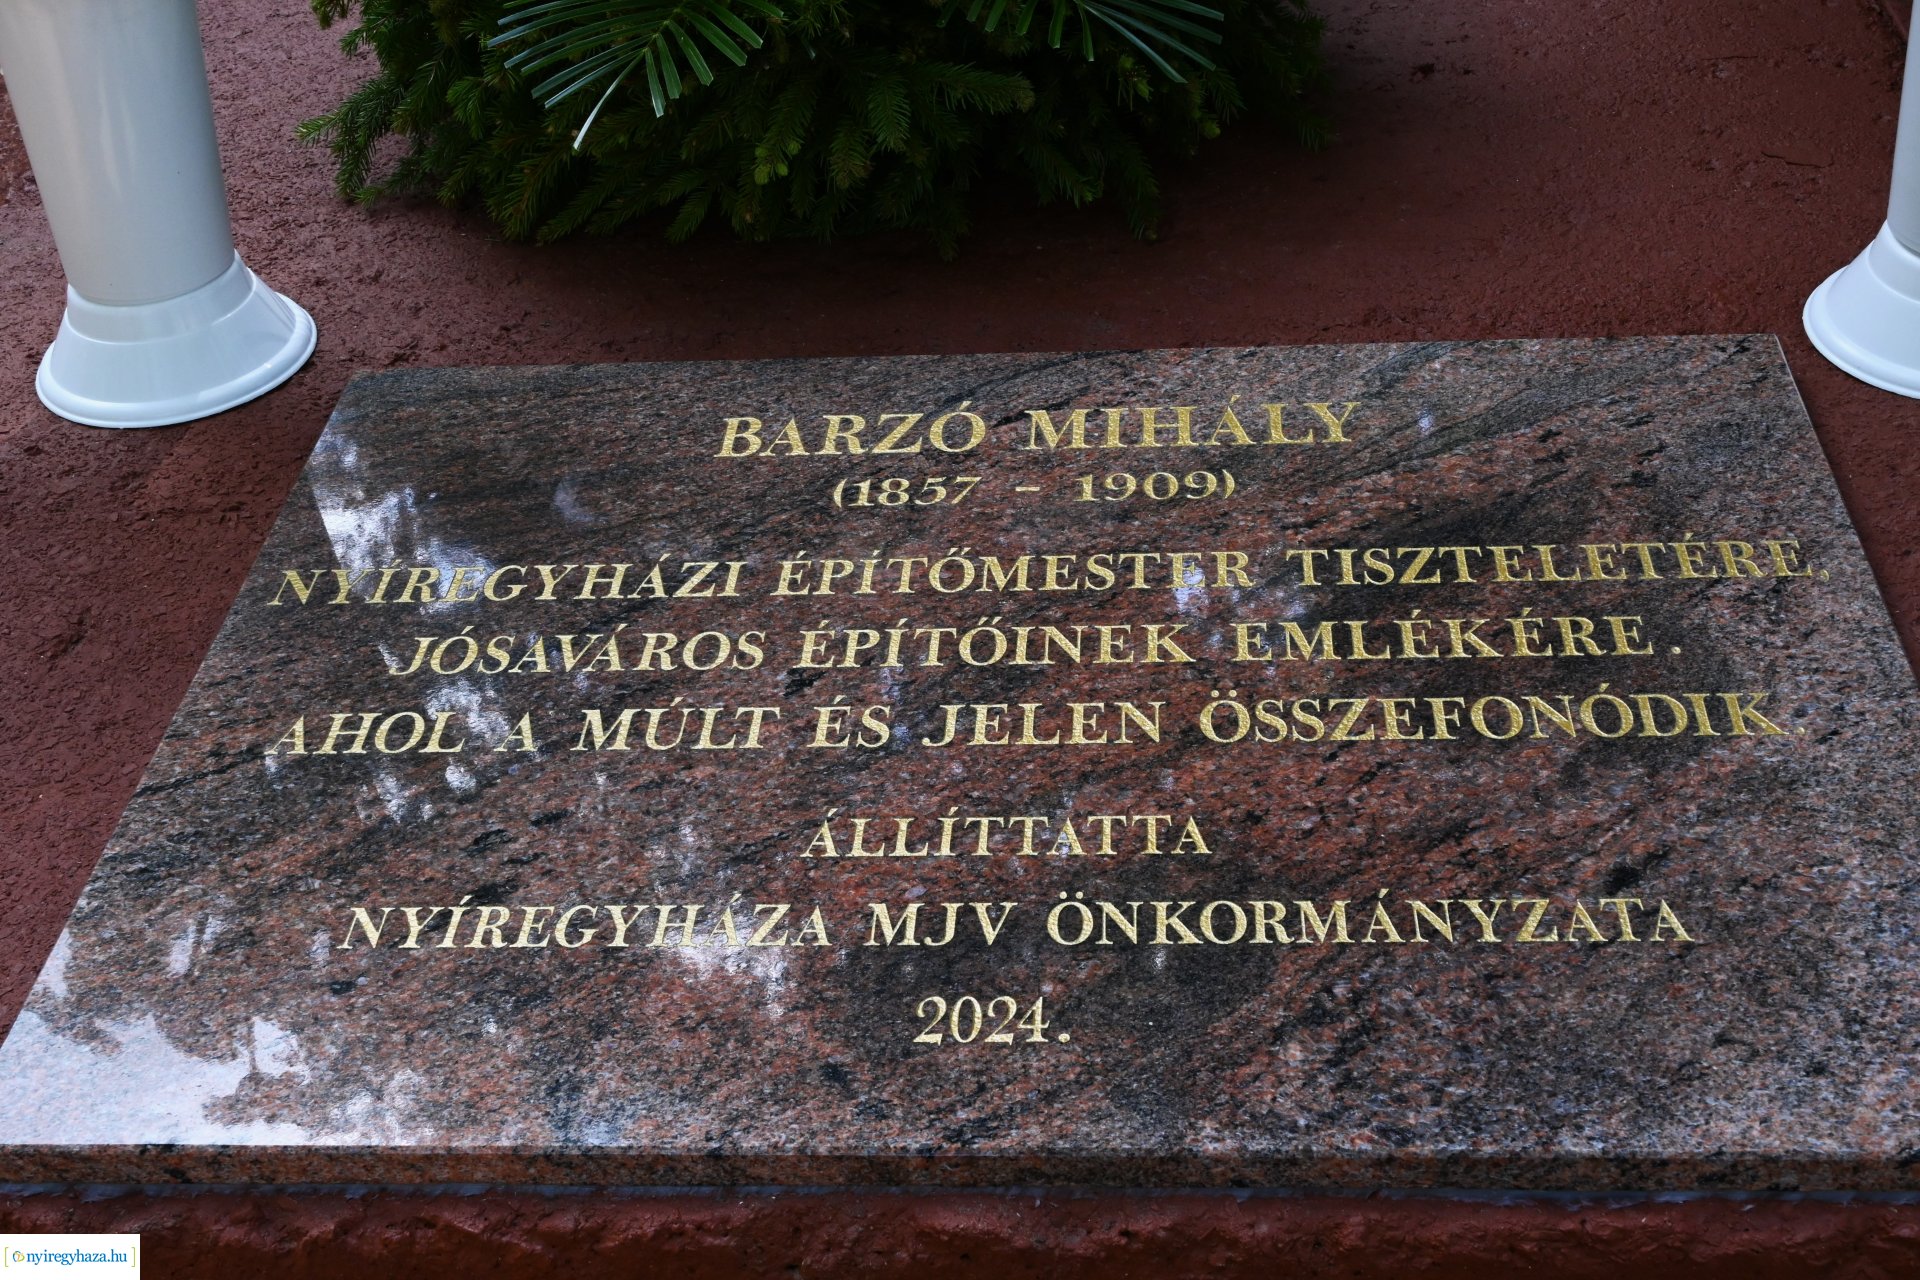 BARZÓ MIHÁLY
(1857 - 1909)
NYÍREGYHÁZI ÉPÍTŐMESTER TISZTELETÉRE,
JÓSAVÁROS ÉPÍTŐINEK EMLÉKÉRE.
AHOL A MÚLT ÉS JELEN ÖSSZEFONÓDIK.
ÁLLÍTTATTA
NYÍREGYHÁZA MJV ÖNKORMÁNYZATA
2024.
[nyiregyhaza.hu]